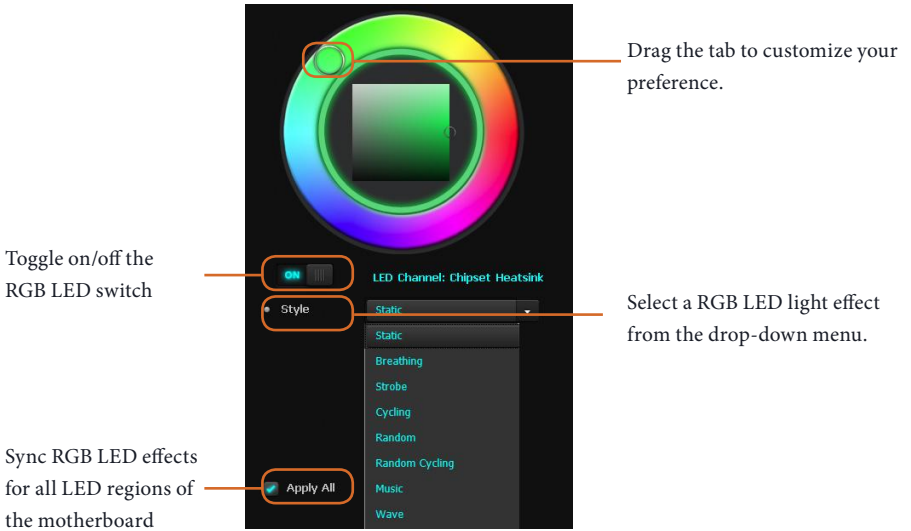 Drag the tab to customize your
preference.
Toggle on/off the
RGB LED switch
ON
LED Channel: Chipset Heatsink
Style
Static
Select a RGB LED light effect
from the drop-down menu.
Static
Breathing
Strobe
Cycling
Random
Random Cycling
Music
Wave
Sync RGB LED effects
for all LED regions of
the motherboard
Apply All